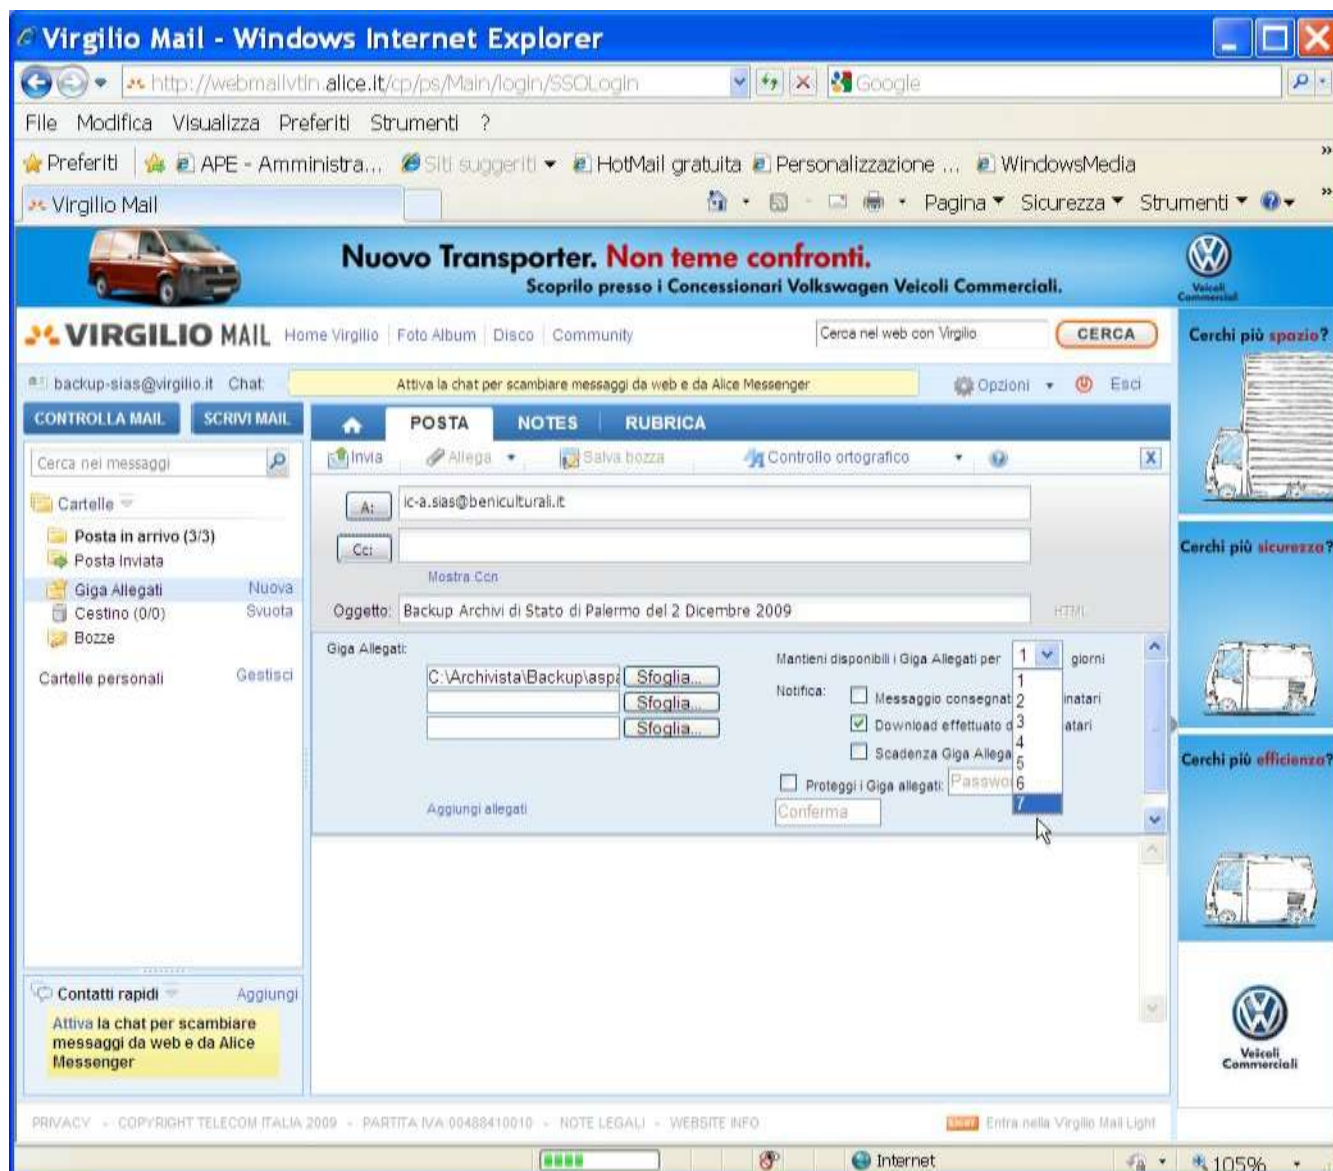 Virgilio Mail - Windows Internet Explorer
http://webmailvtin.alice.it/cp/ps/Main/login/SSOLogin Google
File Modifica Visualizza Preferiti Strumenti ?
Preferiti APE - Amministra... Siti suggeriti HotMail gratuita Personalizzazione ... WindowsMedia »
Virgilio Mail Pagina Sicurezza Strumenti »
Nuovo Transporter. Non teme confronti.
Scoprilo presso i Concessionari Volkswagen Veicoli Commerciali.
Veicoli
Commerciali
VIRGILIO MAIL Home Virgilio Foto Album Disco Community Cerca nel web con Virgilio CERCA
Cerchi più spazio?
backup-sias@virgilio.it Chat: Attiva la chat per scambiare messaggi da web e da Alice Messenger Opzioni Esci
CONTROLLA MAIL SCRIVI MAIL POSTA NOTES RUBRICA
Cerca nei messaggi Invia Allega Salva bozza Controllo ortografico X
Cartelle A: ic-a.sias@beniculturali.it
Posta in arrivo (3/3) Cc:
Posta Inviata Mostra Ccn
Cerchi più sicurezza?
Giga Allegati Nuova
Cestino (0/0) Svuota Oggetto: Backup Archivi di Stato di Palermo del 2 Dicembre 2009 HTML
Bozze
Cartelle personali Gestisci
Giga Allegati: Mantieni disponibili i Giga Allegati per 1 giorni
C:\Archivista\Backup\aspa Sfoglia... 1
Sfoglia... Notifica: Messaggio consegnat 2 inatari
Sfoglia... Download effettuato d 3 atari
4
Scadenza Giga Allega 5
Proteggi i Giga allegati: Passwo 6
Aggiungi allegati Conferma 7
Cerchi più efficienza?
Contatti rapidi Aggiungi
Attiva la chat per scambiare
messaggi da web e da Alice
Messenger
Veicoli
Commerciali
PRIVACY - COPYRIGHT TELECOM ITALIA 2009 - PARTITA IVA 00488410010 - NOTE LEGALI - WEBSITE INFO LIGHT Entra nella Virgilio Mail Light
Internet 105%